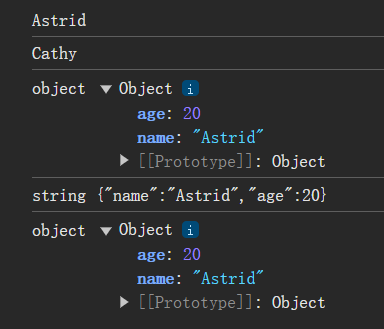 Astrid
Cathy
object ▼ Object i
age: 20
name: "Astrid"
▶ [[Prototype]]: Object
string {"name":"Astrid","age":20}
object ▼ Object i
age: 20
name: "Astrid"
▶ [[Prototype]]: Object